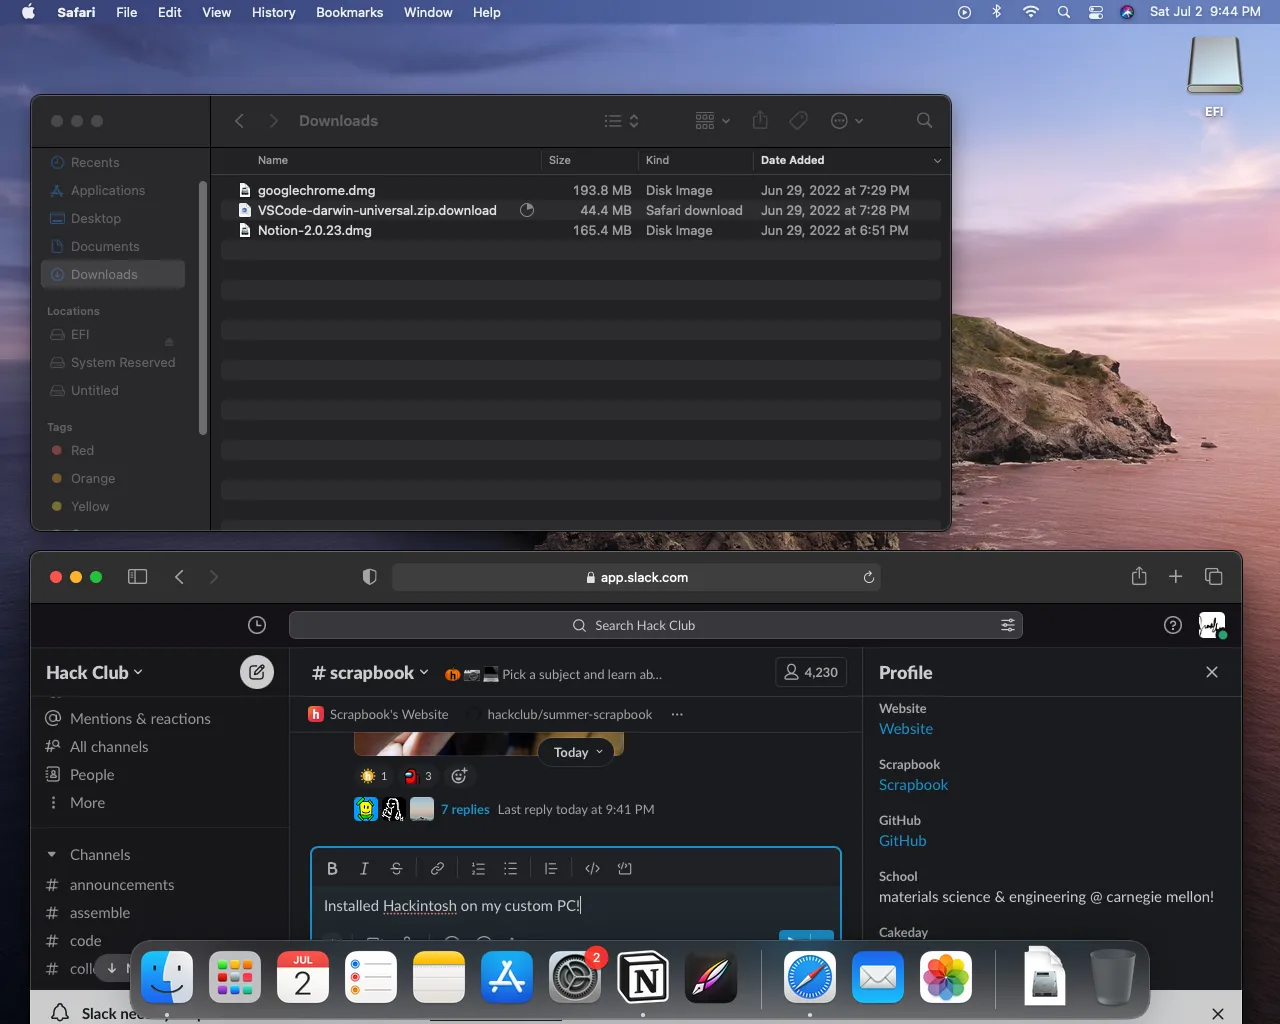 Safari File Edit View History Bookmarks Window Help Sat Jul 2 9:44 PM
EFI
Downloads
Recents
Applications
Desktop
Documents
Downloads
Locations
EFI
System Reserved
Untitled
Tags
Red
Orange
Yellow
Name Size Kind Date Added
googlechrome.dmg 193.8 MB Disk Image Jun 29, 2022 at 7:29 PM
VSCode-darwin-universal.zip.download 44.4 MB Safari download Jun 29, 2022 at 7:28 PM
Notion-2.0.23.dmg 165.4 MB Disk Image Jun 29, 2022 at 6:51 PM
app.slack.com
Search Hack Club
Hack Club
Mentions & reactions
All channels
People
More
Channels
# announcements
# assemble
# code
# coll
# scrapbook Pick a subject and learn ab... 4,230
Scrapbook's Website hackclub/summer-scrapbook ...
Today
1 3
7 replies Last reply today at 9:41 PM
B I S
Installed Hackintosh on my custom PC!
Profile
Website
Website
Scrapbook
Scrapbook
GitHub
GitHub
School
materials science & engineering @ carnegie mellon!
Cakeday
JUL
2
2
N
Slack